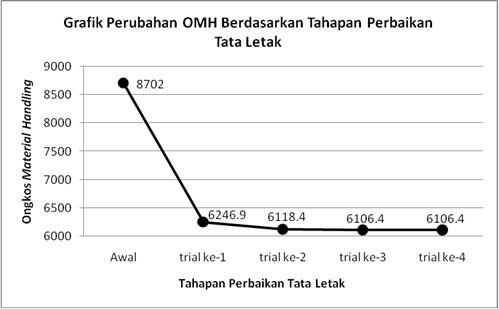 Grafik Perubahan OMH Berdasarkan Tahapan Perbaikan
Tata Letak
Ongkos Material Handling
9000
8500
8000
7500
7000
6500
6000
8702
6246.9
6118.4
6106.4
6106.4
Awal
trial ke-1
trial ke-2
trial ke-3
trial ke-4
Tahapan Perbaikan Tata Letak